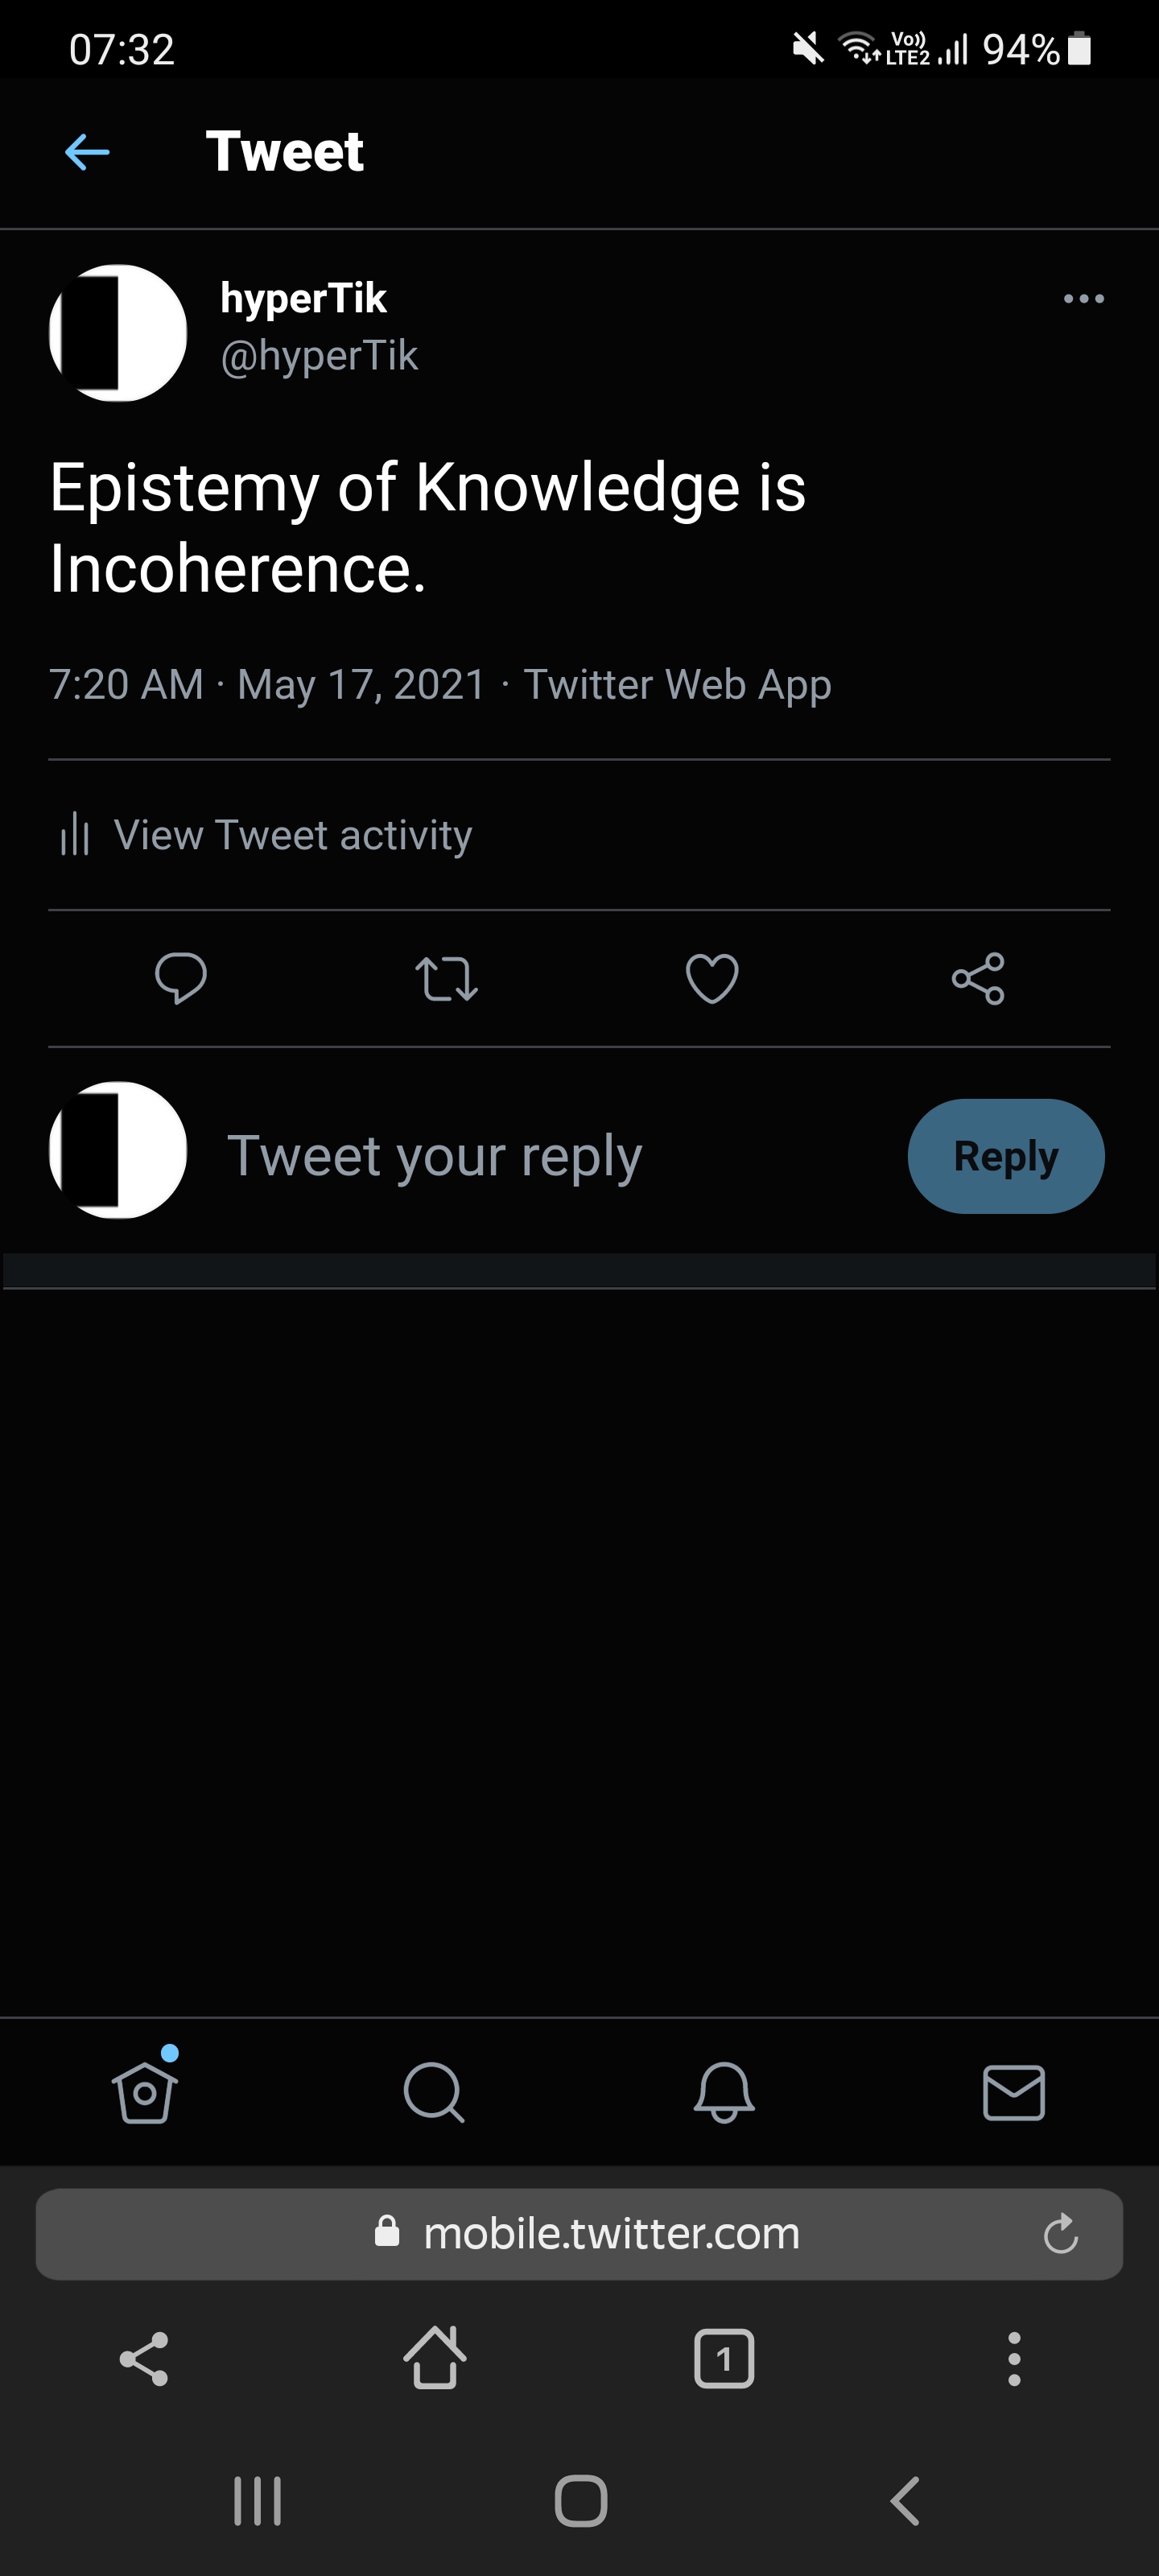 07:32
Vo)) LTE2 94%
Tweet
hyperTik
@hyperTik
Epistemy of Knowledge is
Incoherence.
7:20 AM · May 17, 2021 · Twitter Web App
View Tweet activity
Tweet your reply
Reply
mobile.twitter.com
1